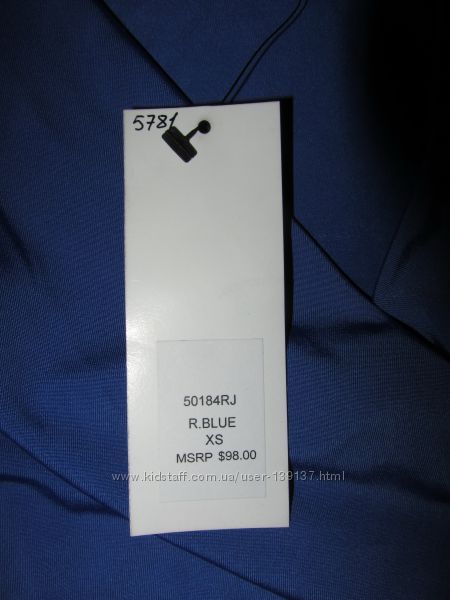 5781
50184RJ
R.BLUE
XS
MSRP $98.00
www.kidstaff.com.ua/user-139137.html